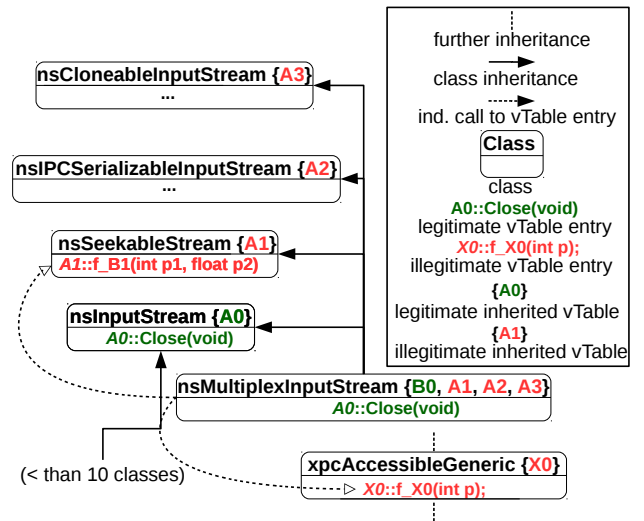 nsCloneableInputStream {A3}
...
nsIPCSerializableInputStream {A2}
...
nsSeekableStream {A1}
A1::f_B1(int p1, float p2)
nsInputStream {A0}
A0::Close(void)
nsMultiplexInputStream {B0, A1, A2, A3}
A0::Close(void)
(< than 10 classes)
xpcAccessibleGeneric {X0}
X0::f_X0(int p);
further inheritance
class inheritance
ind. call to vTable entry
Class
class
A0::Close(void)
legitimate vTable entry
X0::f_X0(int p);
illegitimate vTable entry
{A0}
legitimate inherited vTable
{A1}
illegitimate inherited vTable